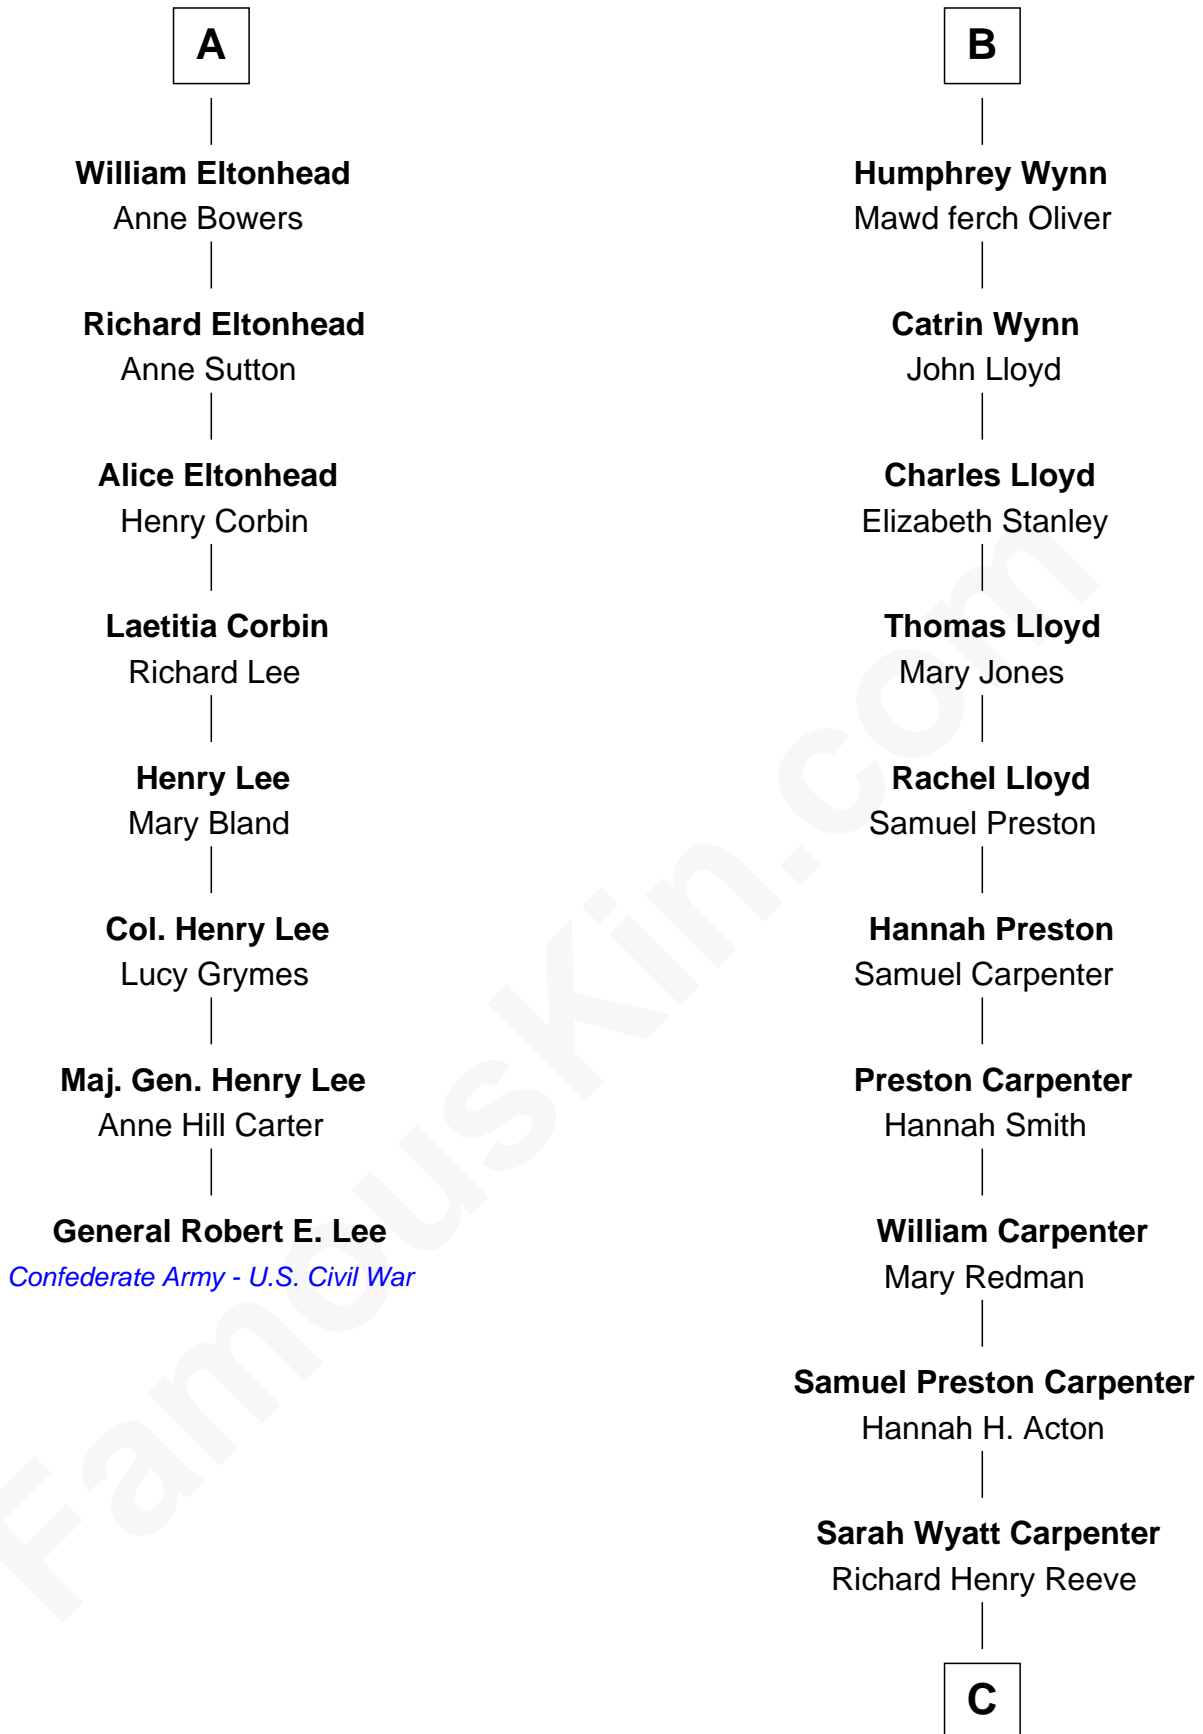 A
William Eltonhead
Anne Bowers
Richard Eltonhead
Anne Sutton
Alice Eltonhead
Henry Corbin
Laetitia Corbin
Richard Lee
Henry Lee
Mary Bland
Col. Henry Lee
Lucy Grymes
Maj. Gen. Henry Lee
Anne Hill Carter
General Robert E. Lee
Confederate Army - U.S. Civil War
B
Humphrey Wynn
Mawd ferch Oliver
Catrin Wynn
John Lloyd
Charles Lloyd
Elizabeth Stanley
Thomas Lloyd
Mary Jones
Rachel Lloyd
Samuel Preston
Hannah Preston
Samuel Carpenter
Preston Carpenter
Hannah Smith
William Carpenter
Mary Redman
Samuel Preston Carpenter
Hannah H. Acton
Sarah Wyatt Carpenter
Richard Henry Reeve
C
FamousKin.com